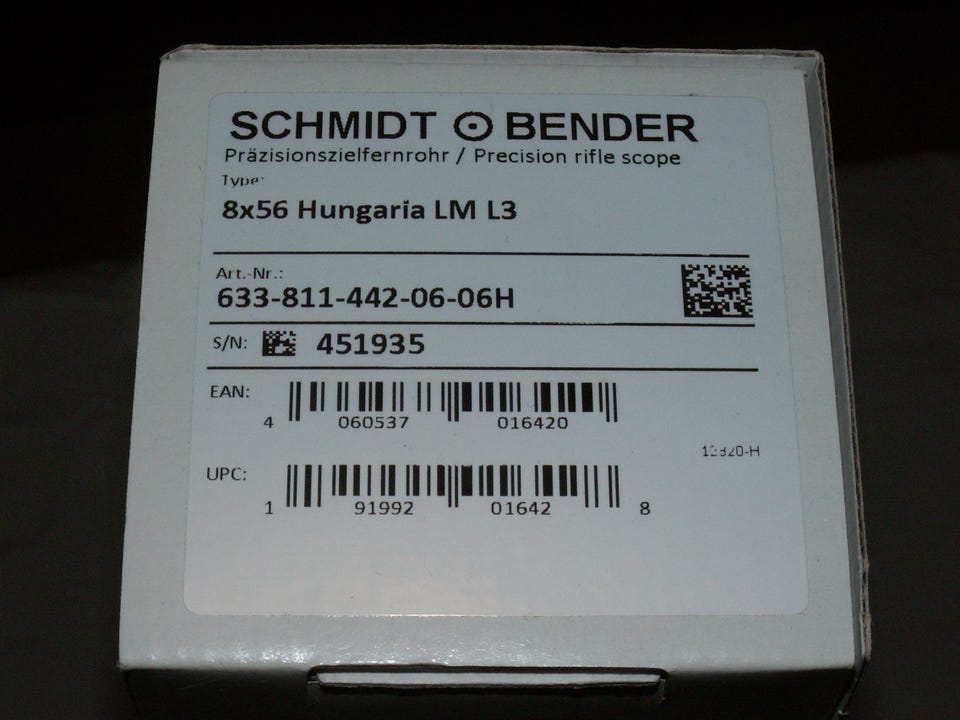 SCHMIDT BENDER
Präzisionszielfernrohr / Precision rifle scope
Type:
8x56 Hungaria LM L3
Art.-Nr.:
633-811-442-06-06H
S/N: 451935
EAN:
4 060537 016420
UPC:
1 91992 01642 8